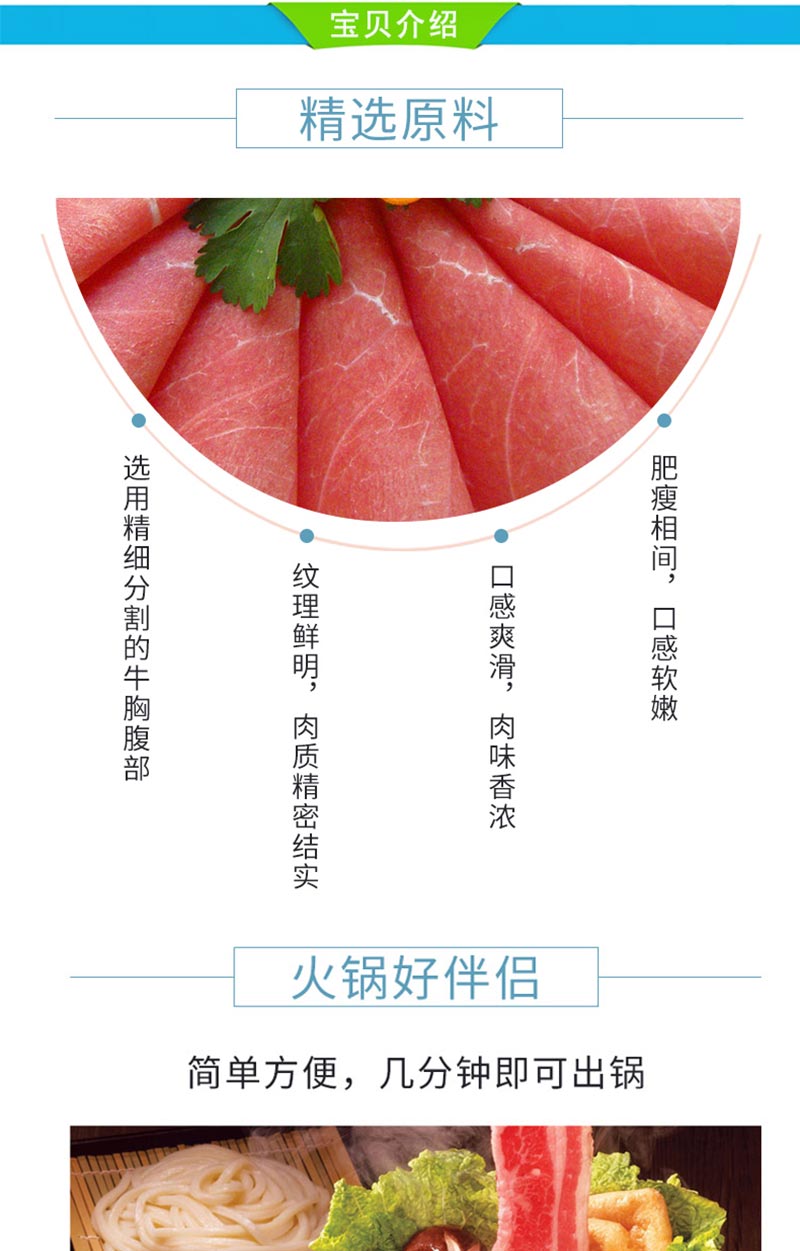 宝贝介绍
精选原料
选用精细分割的牛胸腹部
纹理鲜明，肉质精密结实
口感爽滑，肉味香浓
肥瘦相间，口感软嫩
火锅好伴侣
简单方便，几分钟即可出锅